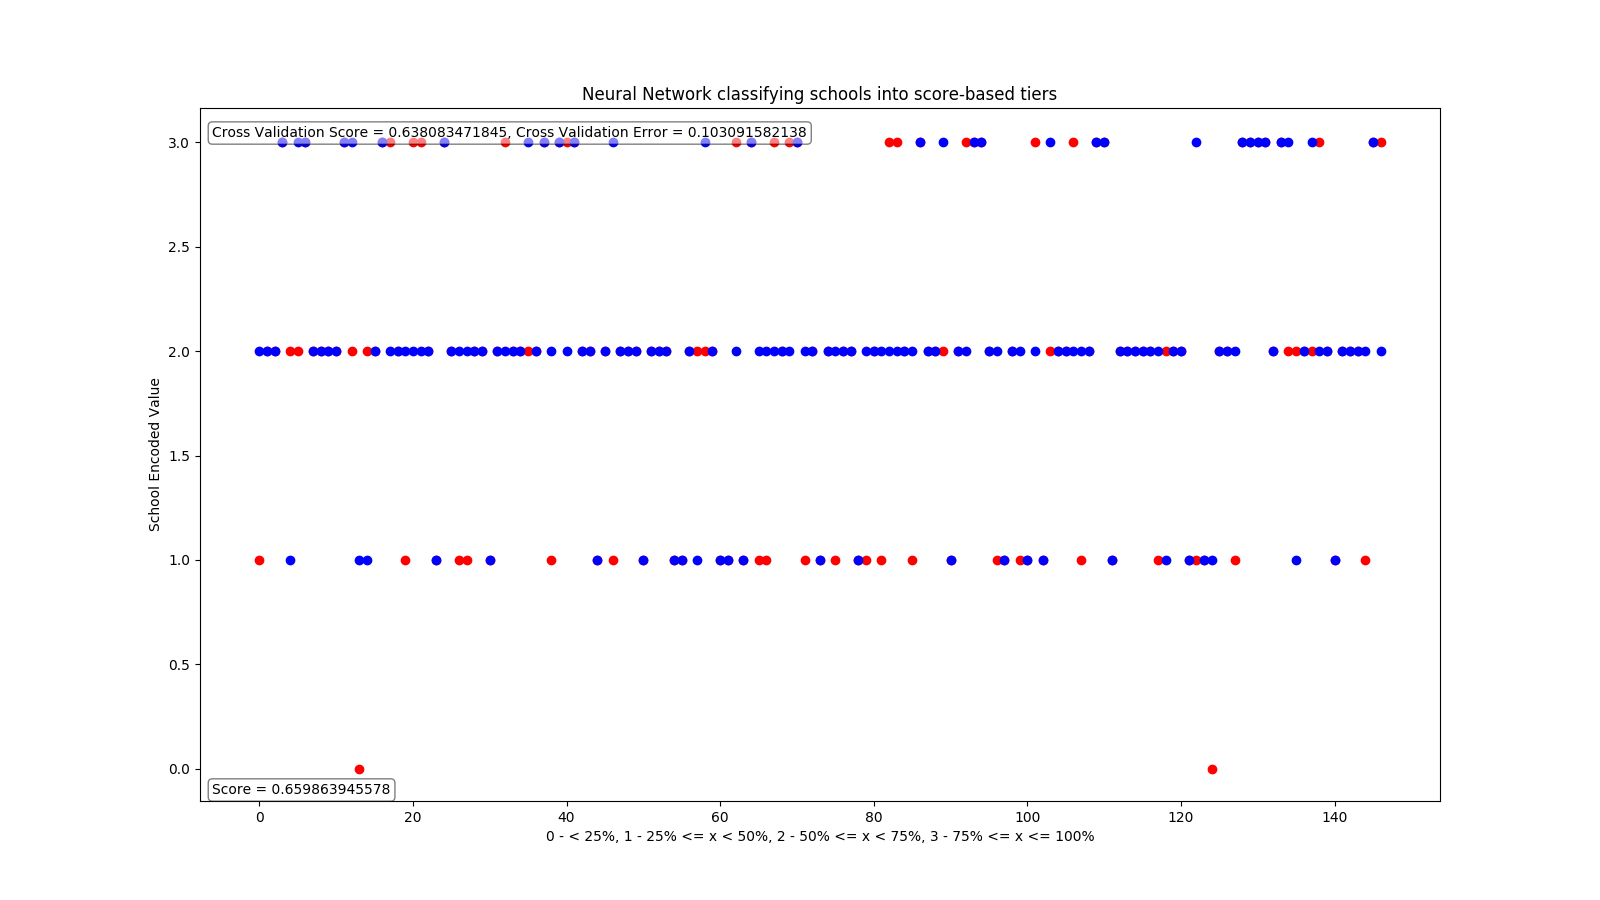 Neural Network classifying schools into score-based tiers
Cross Validation Score = 0.638083471845, Cross Validation Error = 0.103091582138
3.0
2.5
2.0
1.5
1.0
0.5
0.0
School Encoded Value
Score = 0.659863945578
0 20 40 60 80 100 120 140
0 - < 25%, 1 - 25% <= x < 50%, 2 - 50% <= x < 75%, 3 - 75% <= x <= 100%